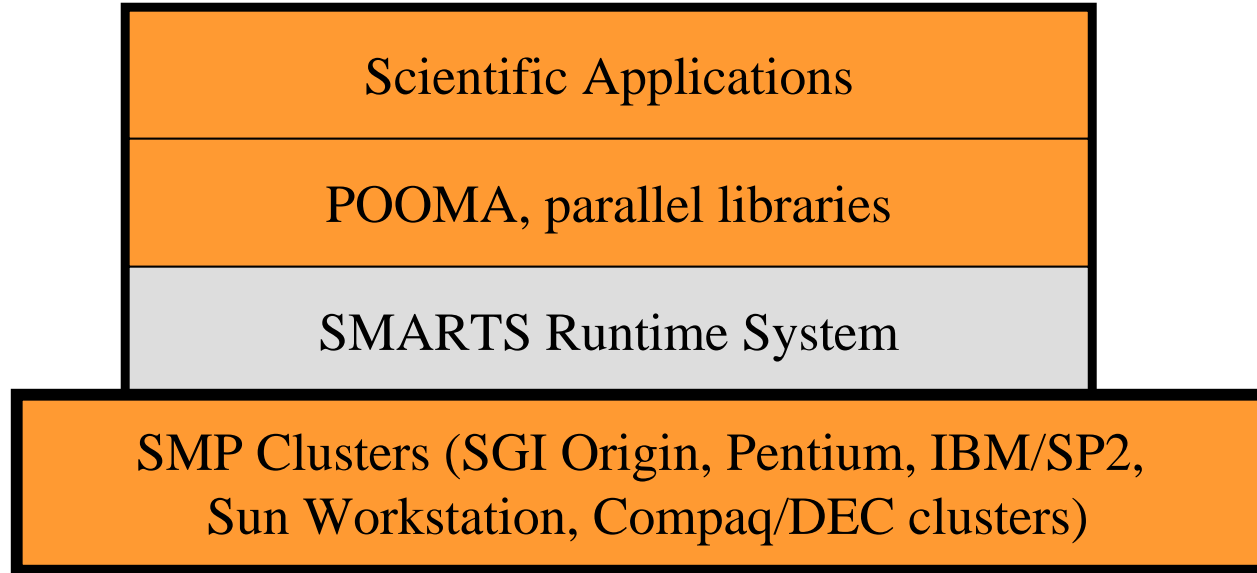 Scientific Applications
POOMA, parallel libraries
SMARTS Runtime System
SMP Clusters (SGI Origin, Pentium, IBM/SP2,
Sun Workstation, Compaq/DEC clusters)